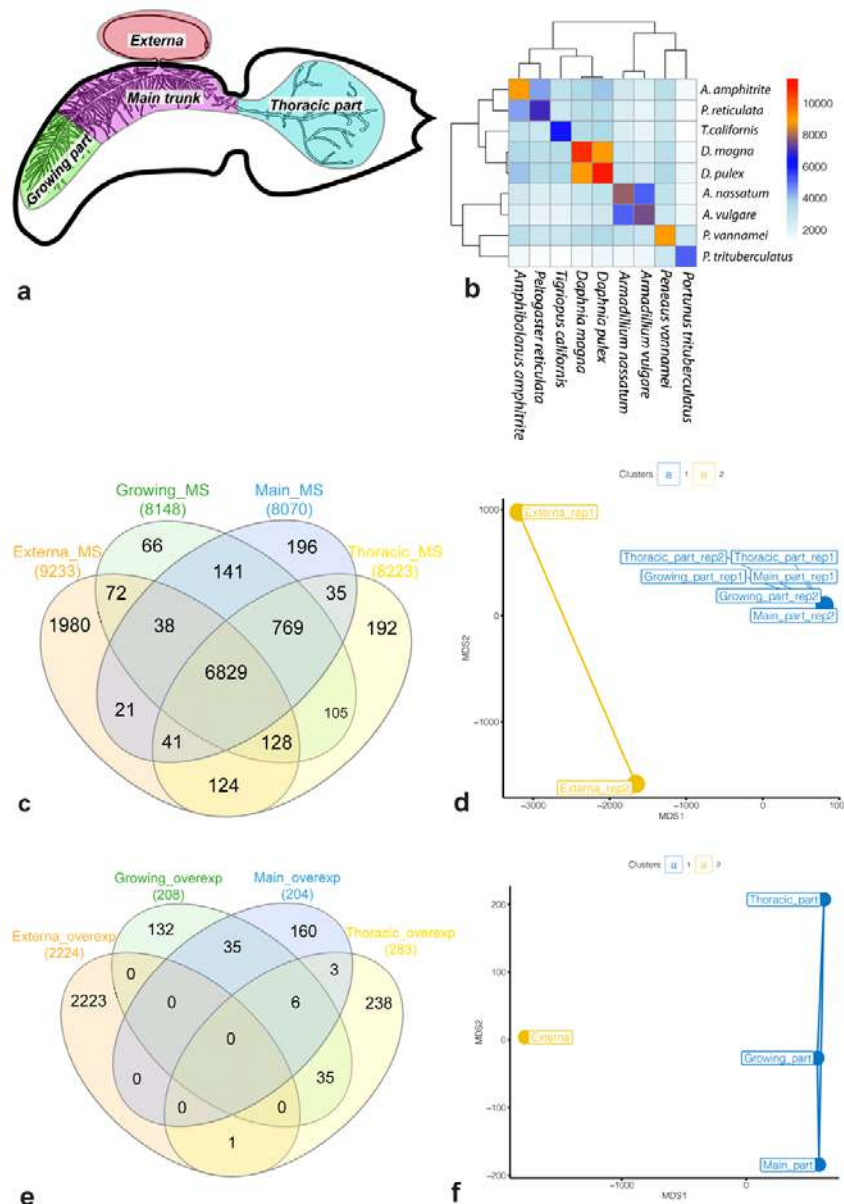 Externa
Main trunk
Thoracic part
Growing part
a
A. amphitrite
P. reticulata
T.californis
D. magna
D. pulex
A. nassatum
A. vulgare
P. vannamei
P. trituberculatus
10000
8000
6000
4000
2000
Amphibalanus amphitrite
Peltogaster reticulata
Tigriopus californis
Daphnia magna
Daphnia pulex
Armadillium nassatum
Armadillium vulgare
Peneaus vannamei
Portunus trituberculatus
b
Growing_MS
(8148)
Main_MS
(8070)
Externa_MS
(9233)
Thoracic_MS
(8223)
66
196
72
141
35
1980
38
769
192
6829
21
105
41
128
124
c
Clusters a 1 a 2
1000
0
−1000
MDS2
Externa_rep1
Thoracic_part_rep2
Thoracic_part_rep1
Growing_part_rep1
Main_part_rep1
Growing_part_rep2
Main_part_rep2
Externa_rep2
−3000 −2000 −1000 0 100
MDS1
d
Growing_overexp
(208)
Main_overexp
(204)
Externa_overexp
(2224)
Thoracic_overexp
(283)
132
160
0
35
3
2223
0
6
238
0
0
35
0
0
1
e
Clusters a 1 a 2
200
100
0
−100
−200
MDS2
Thoracic_part
Externa
Growing_part
Main_part
−1000 0
MDS1
f